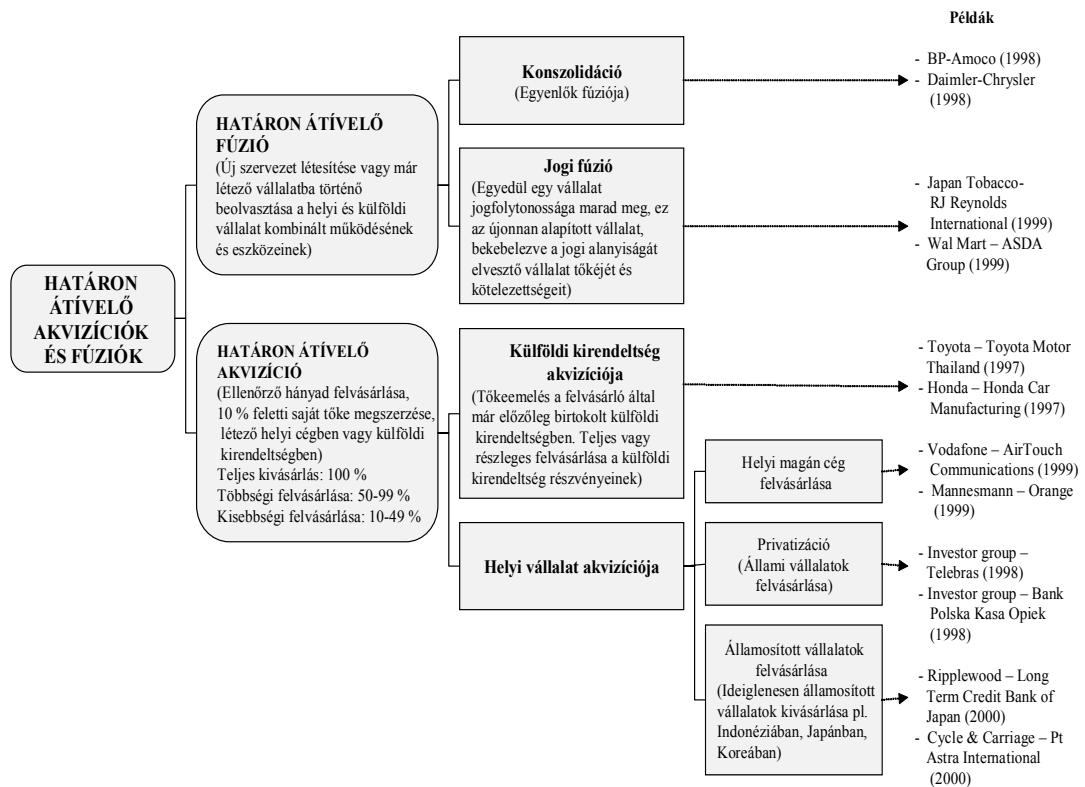 Példák
HATÁRON
ÁTÍVELŐ
AKVIZÍCIÓK
ÉS FÚZIÓK
HATÁRON ÁTÍVELŐ
FÚZIÓ
(Új szervezet létesítése vagy már
létező vállalatba történő
beolvasztása a helyi és külföldi
vállalat kombinált működésének
és eszközeinek)
Konszolidáció
(Egyenlők fúziója)
- BP-Amoco (1998)
- Daimler-Chrysler
(1998)
Jogi fúzió
(Egyedül egy vállalat
jogfolytonossága marad meg, ez
az újonnan alapított vállalat,
bekebelezve a jogi alanyiságát
elvesztő vállalat tőkéjét és
kötelezettségeit)
- Japan Tobacco-
RJ Reynolds
International (1999)
- Wal Mart – ASDA
Group (1999)
HATÁRON ÁTÍVELŐ
AKVIZÍCIÓ
(Ellenőrző hányad felvásárlása,
10 % feletti saját tőke megszerzése,
létező helyi cégben vagy külföldi
kirendeltségben)
Teljes kivásárlás: 100 %
Többségi felvásárlása: 50-99 %
Kisebbségi felvásárlása: 10-49 %
Külföldi kirendeltség
akvizíciója
(Tőkeemelés a felvásárló által
már előzőleg birtokolt külföldi
kirendeltségben. Teljes vagy
részleges felvásárlása a külföldi
kirendeltség részvényeinek)
- Toyota – Toyota Motor
Thailand (1997)
- Honda – Honda Car
Manufacturing (1997)
Helyi vállalat akvizíciója
Helyi magán cég
felvásárlása
- Vodafone – AirTouch
Communications (1999)
- Mannesmann – Orange
(1999)
Privatizáció
(Állami vállalatok
felvásárlása)
- Investor group –
Telebras (1998)
- Investor group – Bank
Polska Kasa Opiek
(1998)
Államosított vállalatok
felvásárlása
(Ideiglenesen államosított
vállalatok kivásárlása pl.
Indonéziában, Japánban,
Koreában)
- Ripplewood – Long
Term Credit Bank of
Japan (2000)
- Cycle & Carriage – Pt
Astra International
(2000)